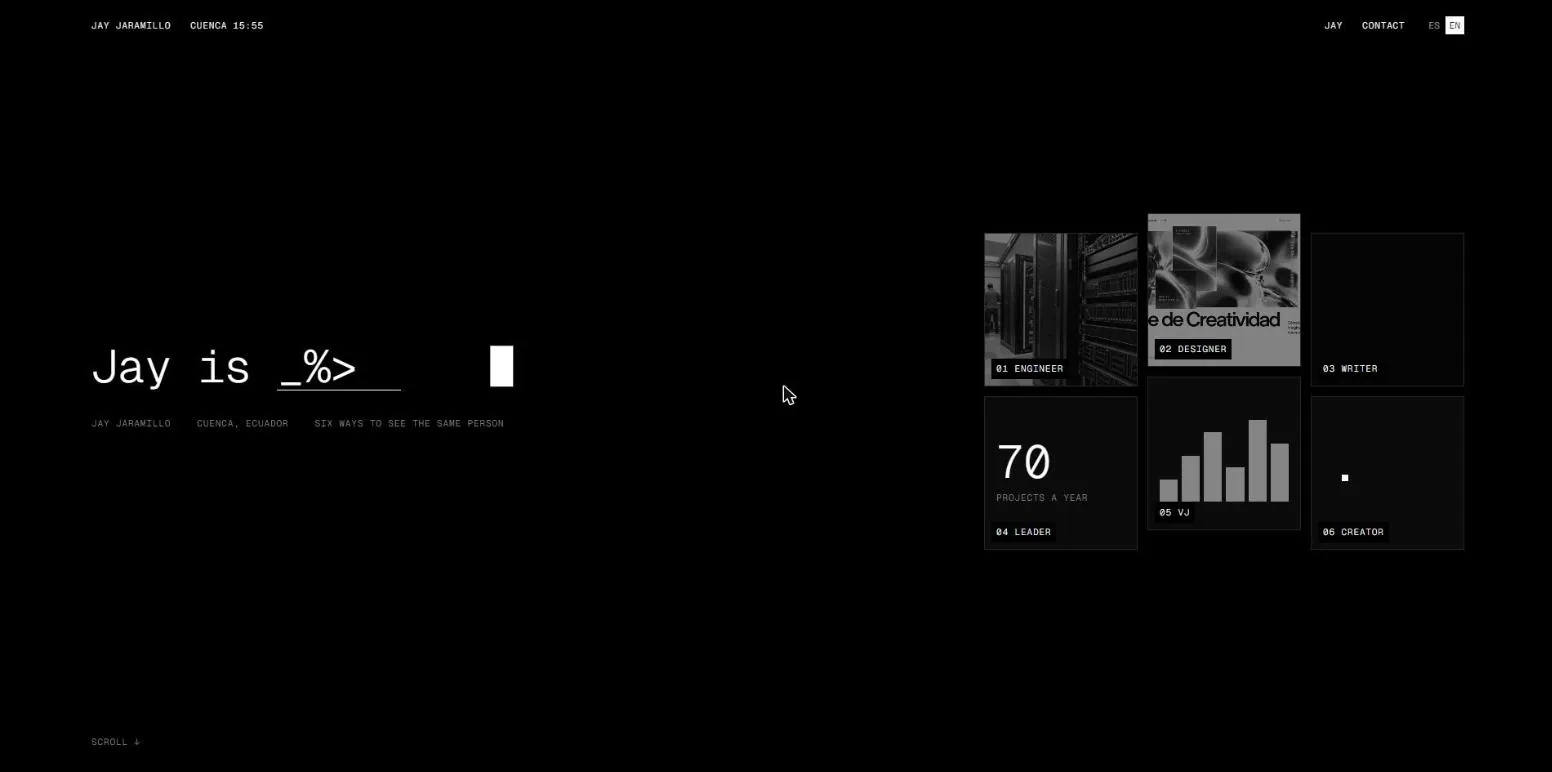 JAY JARAMILLO CUENCA 15:55
JAY CONTACT ES EN
Jay is _%>
JAY JARAMILLO CUENCA, ECUADOR SIX WAYS TO SEE THE SAME PERSON
01 ENGINEER
e de Creatividad
02 DESIGNER
03 WRITER
70
PROJECTS A YEAR
04 LEADER
05 VJ
06 CREATOR
SCROLL ↓